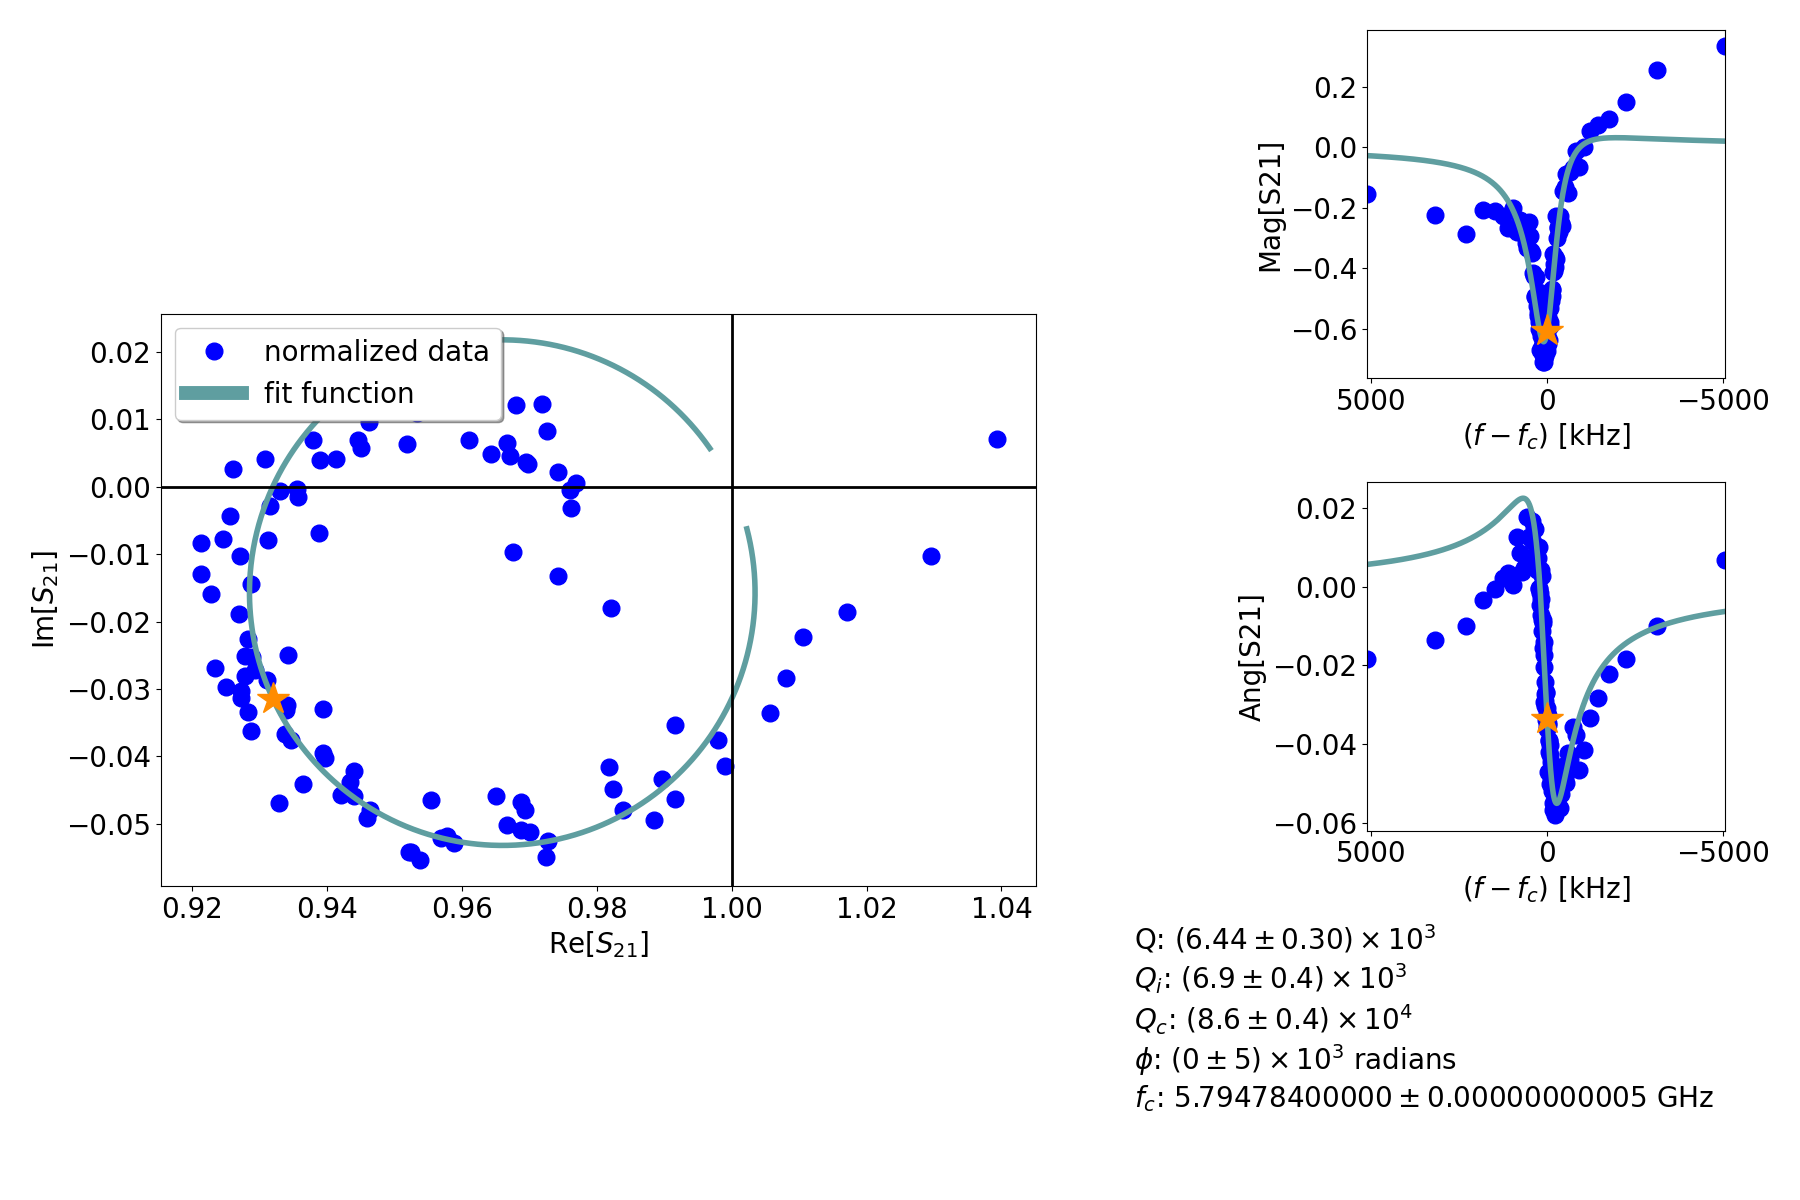 normalized data
fit function
0.02
0.01
0.00
−0.01
−0.02
−0.03
−0.04
−0.05
Im[S21]
0.92 0.94 0.96 0.98 1.00 1.02 1.04
Re[S21]
0.2
0.0
−0.2
−0.4
−0.6
Mag[S21]
5000 0 −5000
(f − fc) [kHz]
0.02
0.00
−0.02
−0.04
−0.06
Ang[S21]
5000 0 −5000
(f − fc) [kHz]
Q: (6.44 ± 0.30) × 10³
Qi: (6.9 ± 0.4) × 10³
Qc: (8.6 ± 0.4) × 10⁴
ϕ: (0 ± 5) × 10³ radians
fc: 5.79478400000 ± 0.00000000005 GHz